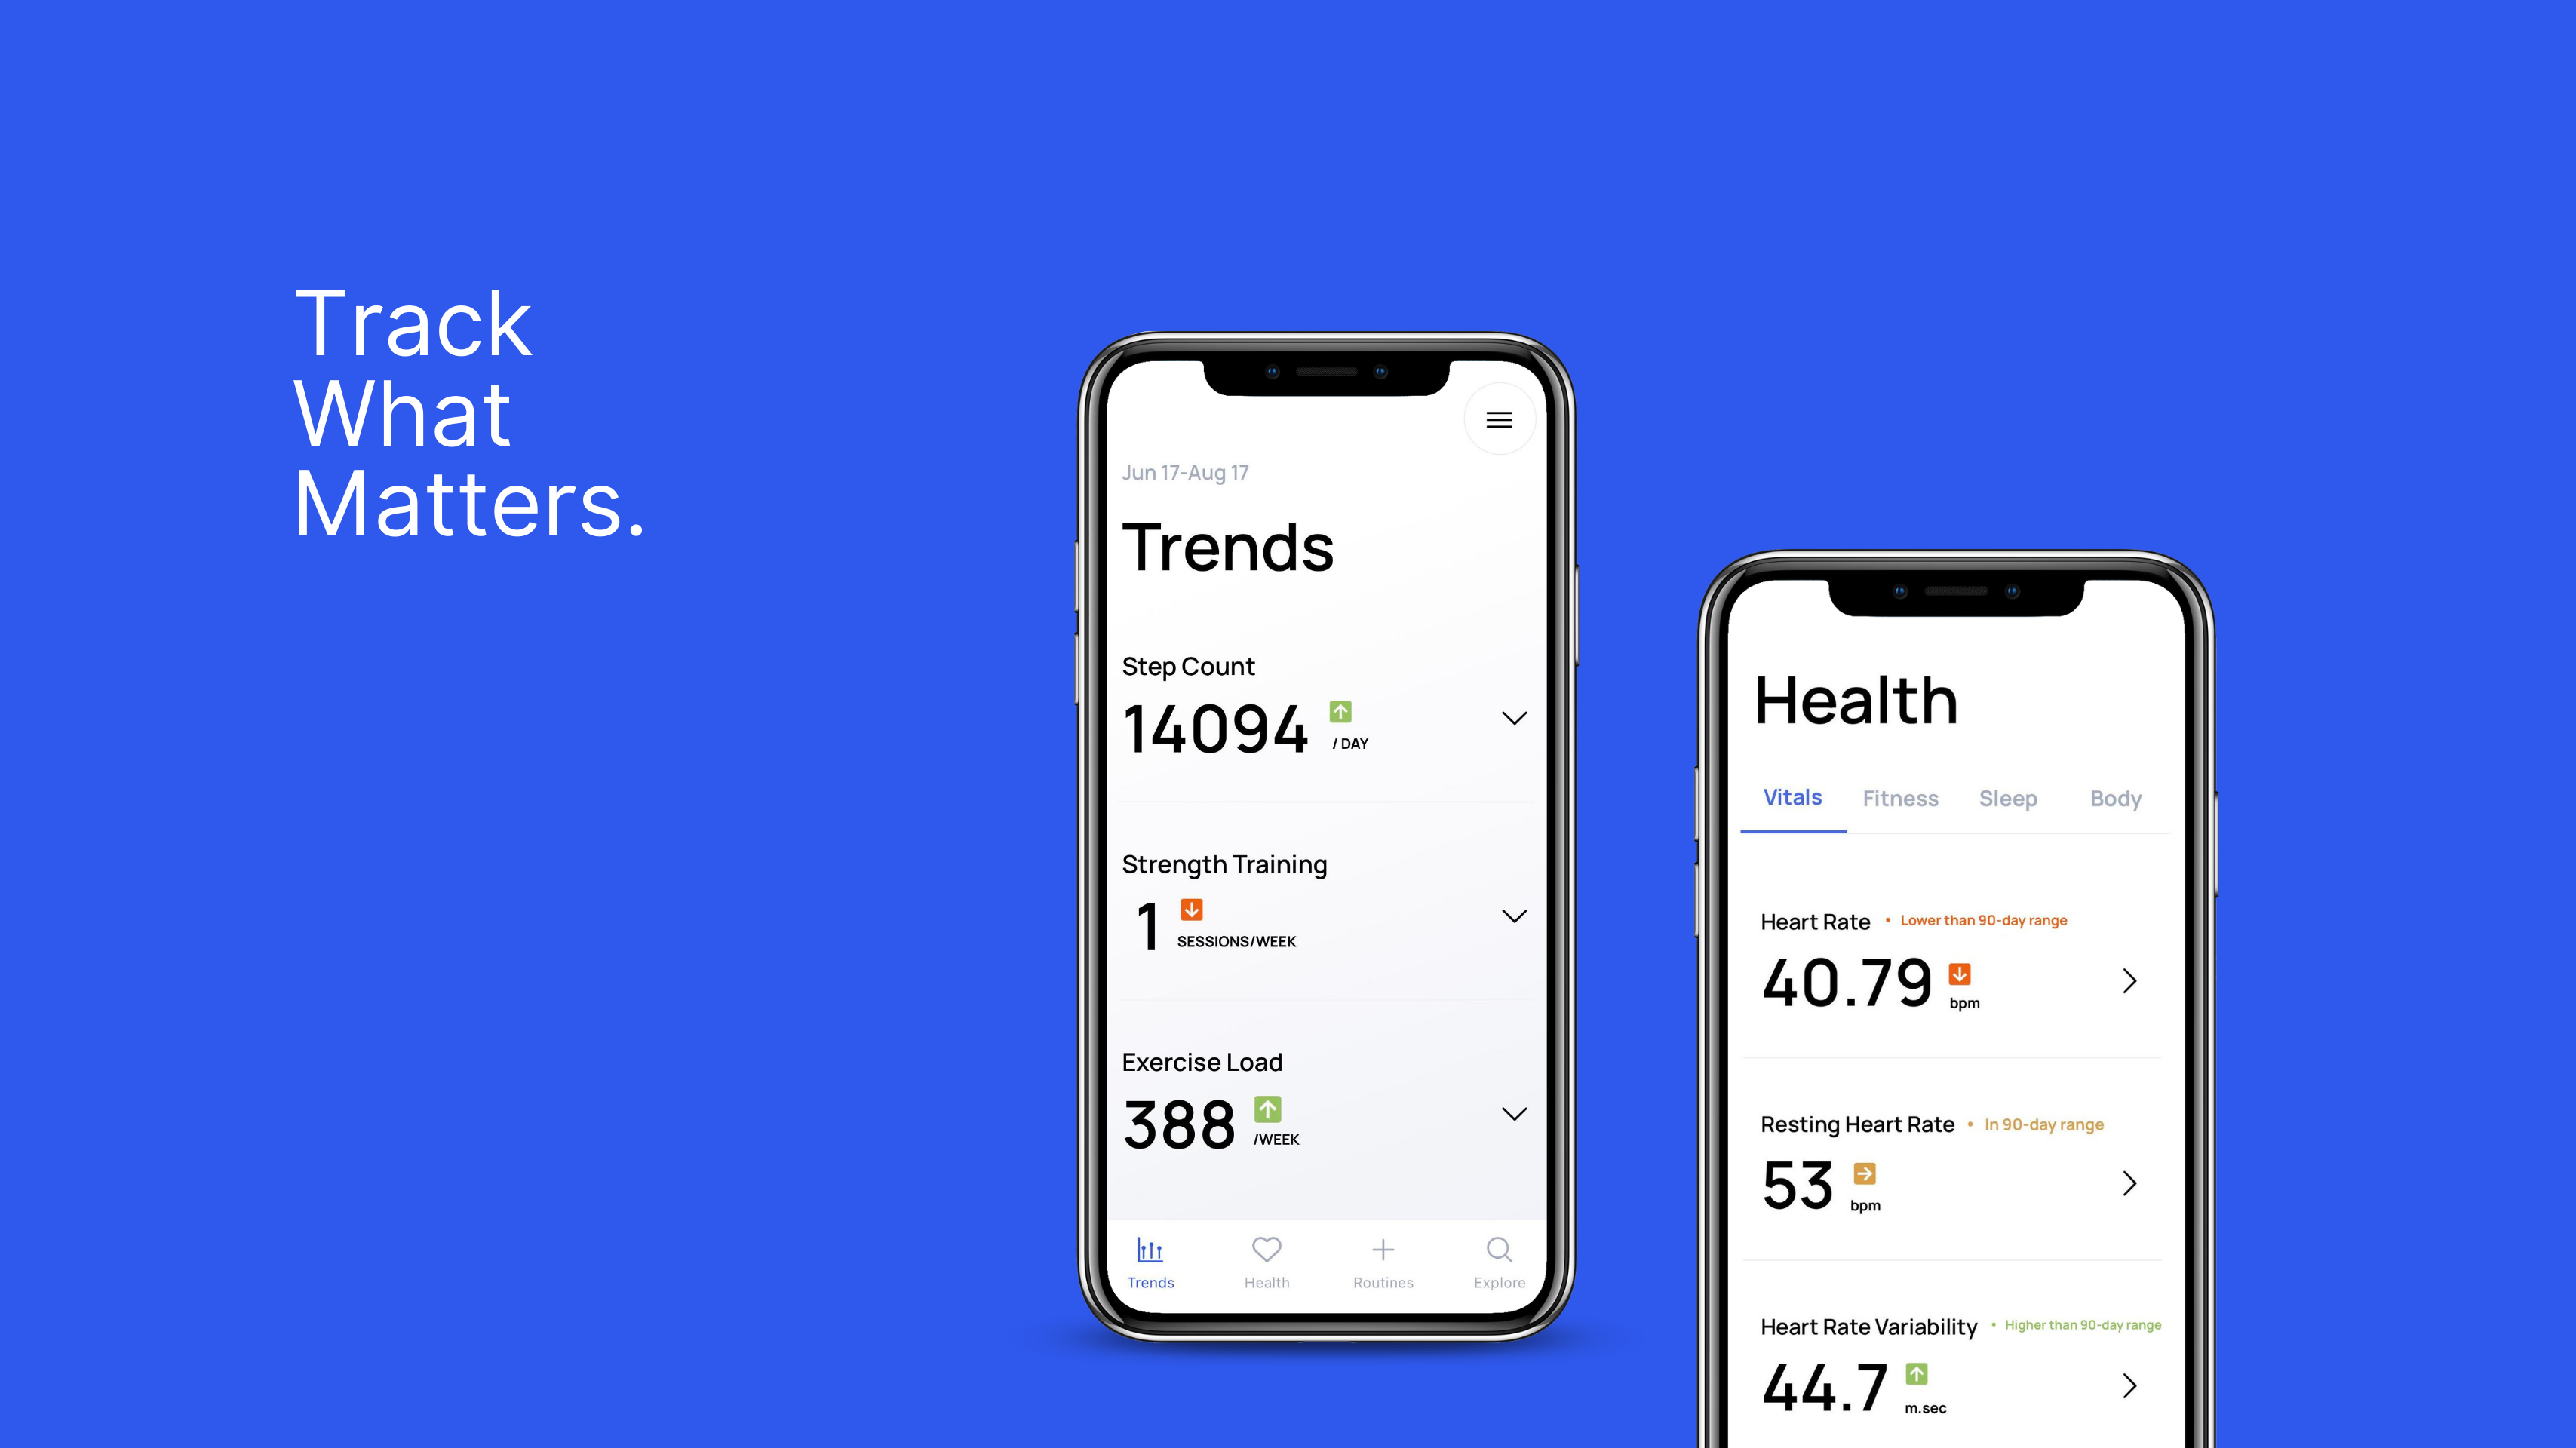 Track
What
Matters.
Jun 17-Aug 17
Trends
Step Count
14094 / DAY
Strength Training
1 SESSIONS/WEEK
Exercise Load
388 /WEEK
Trends Health Routines Explore
Health
Vitals Fitness Sleep Body
Heart Rate • Lower than 90-day range
40.79 bpm
Resting Heart Rate • In 90-day range
53 bpm
Heart Rate Variability • Higher than 90-day range
44.7 m.sec